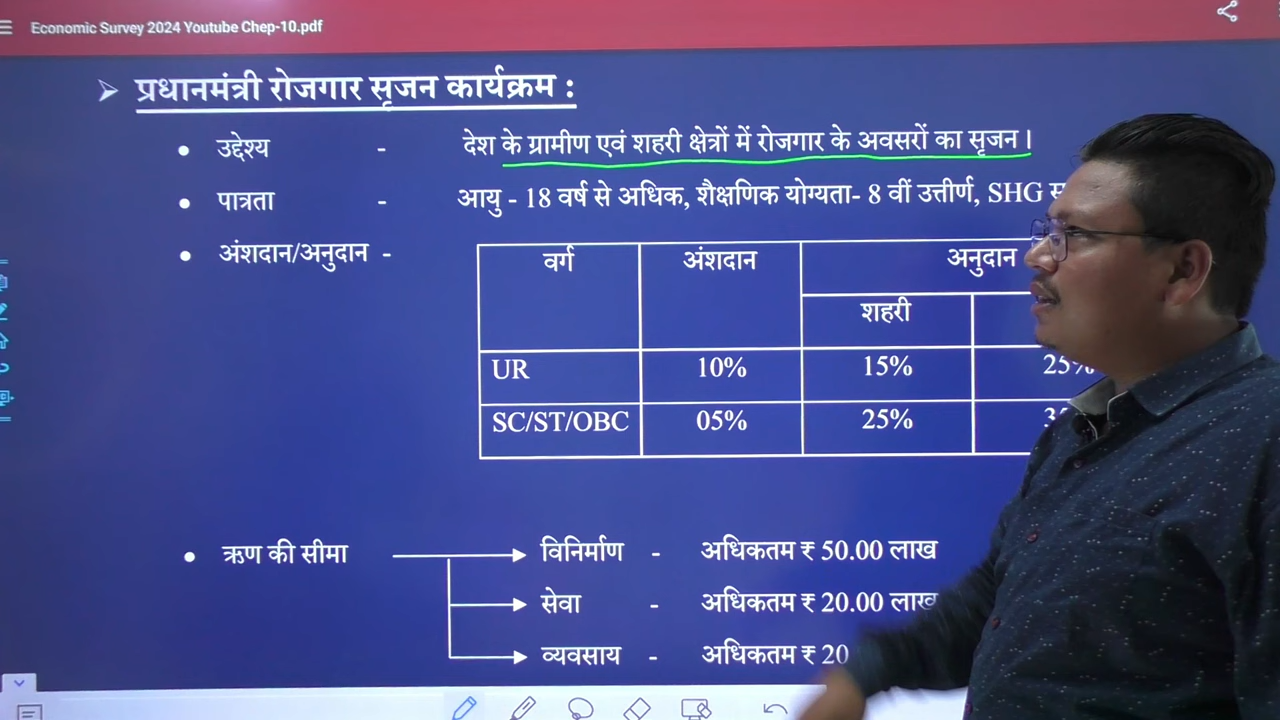 Economic Survey 2024 Youtube Chep-10.pdf
➢ प्रधानमंत्री रोजगार सृजन कार्यक्रम :
• उद्देश्य - देश के ग्रामीण एवं शहरी क्षेत्रों में रोजगार के अवसरों का सृजन।
• पात्रता - आयु - 18 वर्ष से अधिक, शैक्षणिक योग्यता- 8 वीं उत्तीर्ण, SHG
• अंशदान/अनुदान -
वर्ग अंशदान अनुदान
शहरी
UR 10% 15% 25%
SC/ST/OBC 05% 25%
• ऋण की सीमा
विनिर्माण - अधिकतम ₹ 50.00 लाख
सेवा - अधिकतम ₹ 20.00 लाख
व्यवसाय - अधिकतम ₹ 20